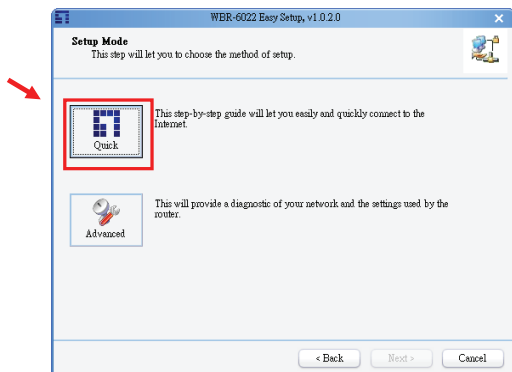 WBR-6022 Easy Setup, v1.0.2.0
Setup Mode
This step will let you to choose the method of setup.
This step-by-step guide will let you easily and quickly connect to the
Internet.
Quick
This will provide a diagnostic of your network and the settings used by the
router.
Advanced
< Back
Next >
Cancel